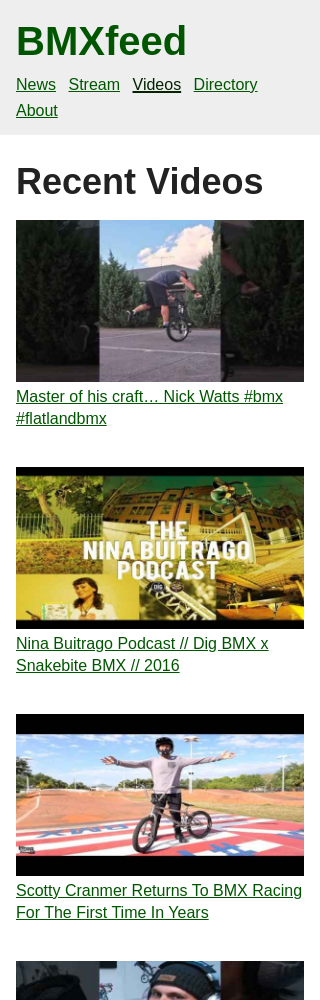 BMXfeed
News Stream Videos Directory
About
Recent Videos
Master of his craft… Nick Watts #bmx
#flatlandbmx
THE
NINA BUITRAGO
PODCAST
DIG
Nina Buitrago Podcast // Dig BMX x
Snakebite BMX // 2016
Scotty Cranmer Returns To BMX Racing
For The First Time In Years